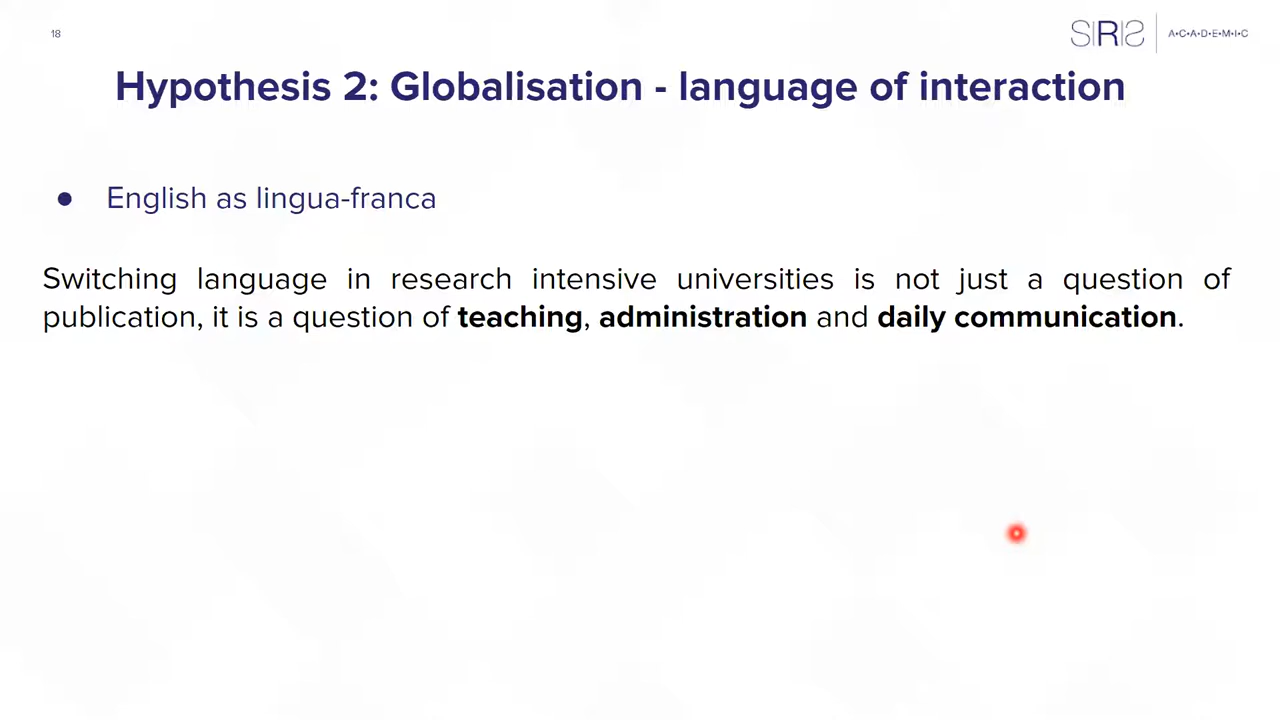 18
SIRIS
A•C•A•D•E•M•I•C
Hypothesis 2: Globalisation - language of interaction
● English as lingua-franca
Switching language in research intensive universities is not just a question of
publication, it is a question of teaching, administration and daily communication.